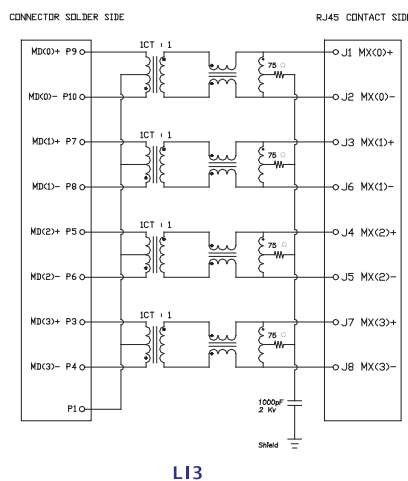 CONNECTOR SOLDER SIDE RJ45 CONTACT SIDE
MD(0)+ P9 1CT : 1 J1 MX(0)+
75 Ω
MD(0)- P10 J2 MX(0)-
MD(1)+ P7 1CT : 1 J3 MX(1)+
75 Ω
MD(1)- P8 J6 MX(1)-
MD(2)+ P5 1CT : 1 J4 MX(2)+
75 Ω
MD(2)- P6 J5 MX(2)-
MD(3)+ P3 1CT : 1 J7 MX(3)+
75 Ω
MD(3)- P4 J8 MX(3)-
1000pF
2 Kv
P1
Shield
LI3